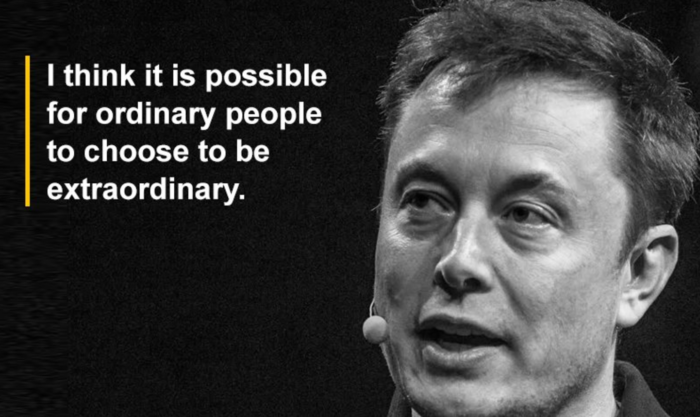 I think it is possible
for ordinary people
to choose to be
extraordinary.